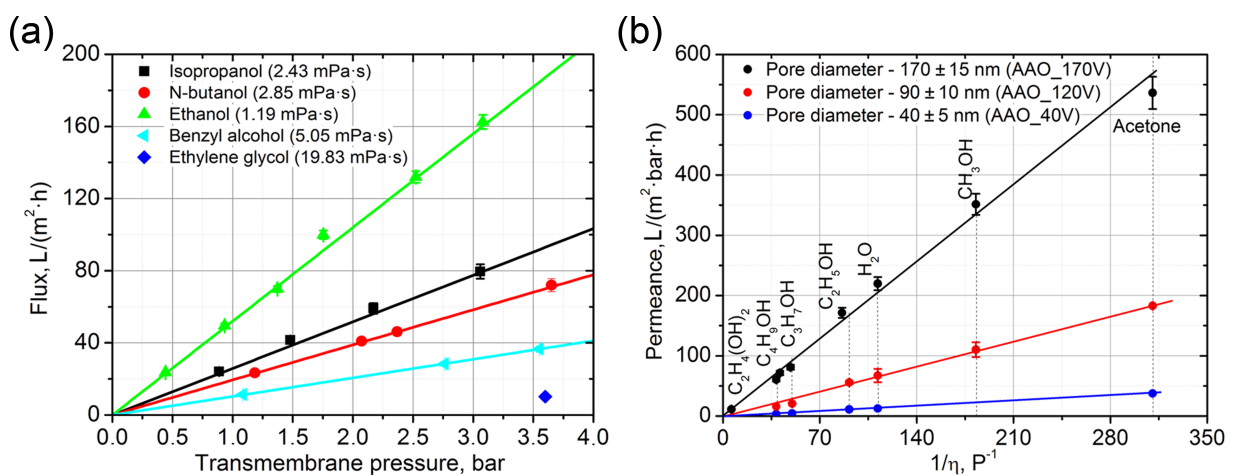 (a)
200
160
120
80
40
0
Flux, L/(m²·h)
Isopropanol (2.43 mPa·s)
N-butanol (2.85 mPa·s)
Ethanol (1.19 mPa·s)
Benzyl alcohol (5.05 mPa·s)
Ethylene glycol (19.83 mPa·s)
0.0 0.5 1.0 1.5 2.0 2.5 3.0 3.5 4.0
Transmembrane pressure, bar
(b)
600
500
400
300
200
100
0
Permeance, L/(m²·bar·h)
Pore diameter - 170 ± 15 nm (AAO_170V)
Pore diameter - 90 ± 10 nm (AAO_120V)
Pore diameter - 40 ± 5 nm (AAO_40V)
Acetone
CH₃OH
H₂O
C₂H₅OH
C₃H₇OH
C₄H₉OH
C₂H₄(OH)₂
0 70 140 210 280 350
1/η, P⁻¹